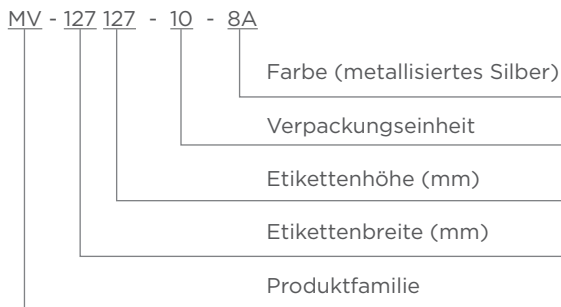 MV - 127 127 - 10 - 8A
Farbe (metallisiertes Silber)
Verpackungseinheit
Etikettenhöhe (mm)
Etikettenbreite (mm)
Produktfamilie